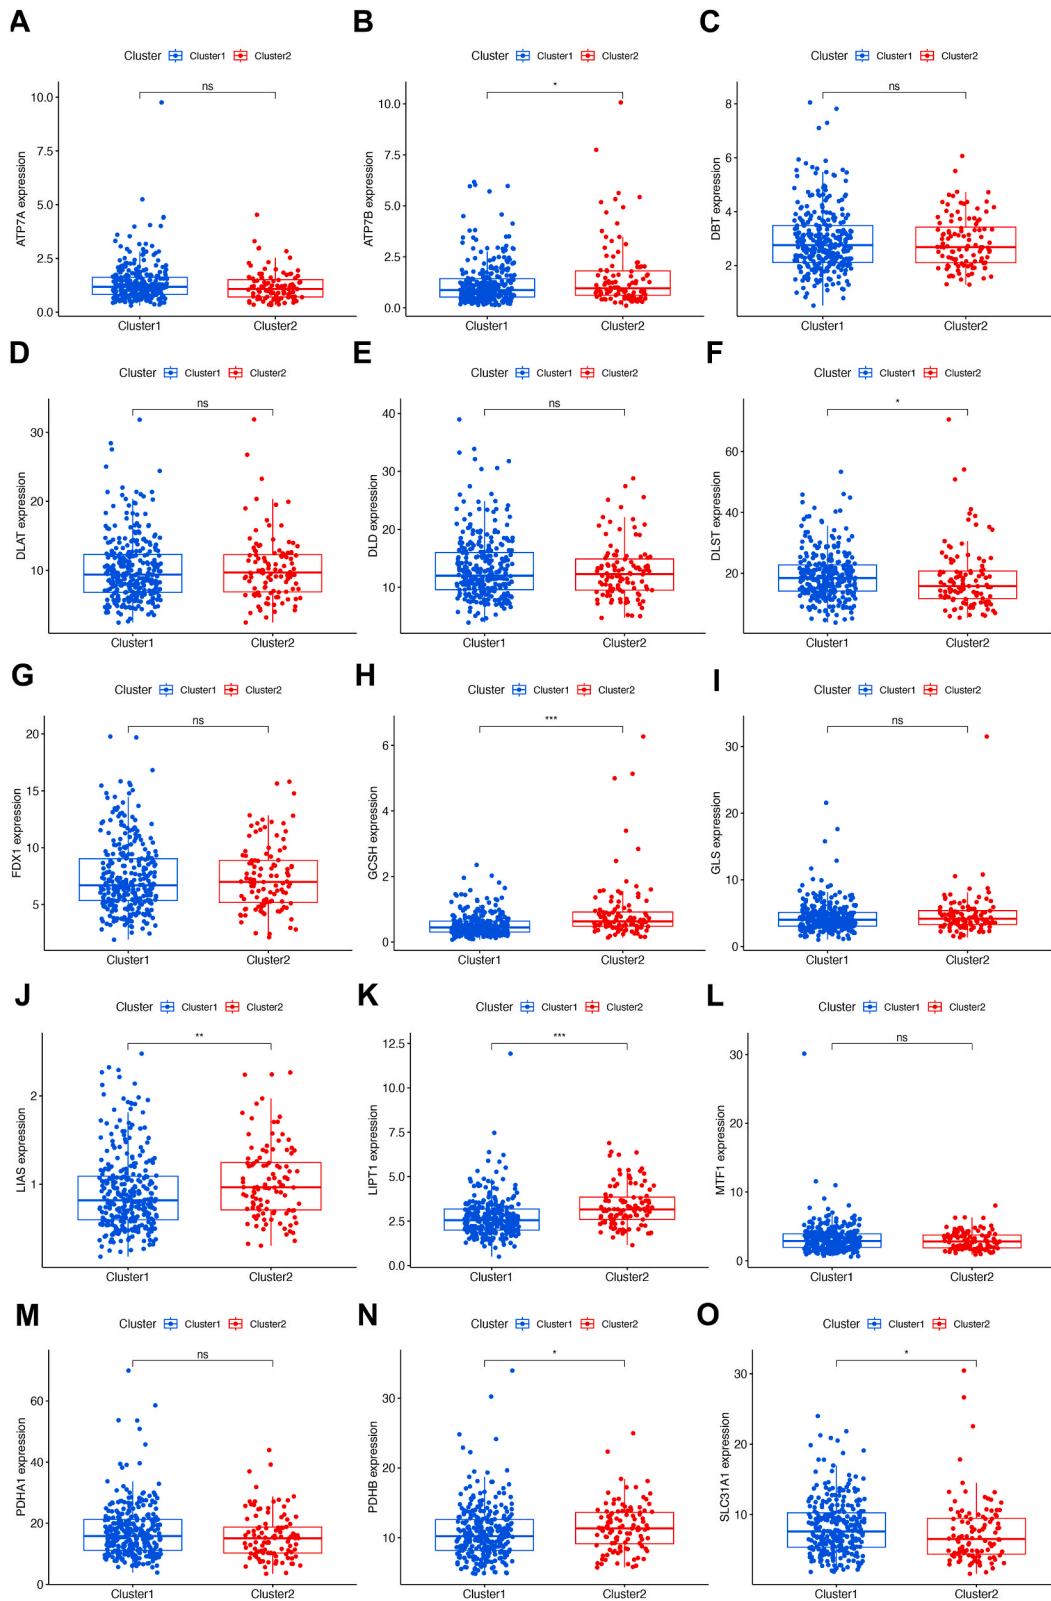 A
B
C
Cluster Cluster1 Cluster2
Cluster Cluster1 Cluster2
Cluster Cluster1 Cluster2
ns
*
ns
ATP7A expression
10.0
7.5
5.0
2.5
0.0
Cluster1 Cluster2
ATP7B expression
10.0
7.5
5.0
2.5
0.0
Cluster1 Cluster2
DBT expression
8
6
4
2
Cluster1 Cluster2
D
E
F
Cluster Cluster1 Cluster2
Cluster Cluster1 Cluster2
Cluster Cluster1 Cluster2
ns
ns
*
DLAT expression
30
20
10
Cluster1 Cluster2
DLD expression
40
30
20
10
Cluster1 Cluster2
DLST expression
60
40
20
Cluster1 Cluster2
G
H
I
Cluster Cluster1 Cluster2
Cluster Cluster1 Cluster2
Cluster Cluster1 Cluster2
ns
***
ns
FDX1 expression
20
15
10
5
Cluster1 Cluster2
GCSH expression
6
4
2
0
Cluster1 Cluster2
GLS expression
30
20
10
0
Cluster1 Cluster2
J
K
L
Cluster Cluster1 Cluster2
Cluster Cluster1 Cluster2
Cluster Cluster1 Cluster2
**
***
ns
LIAS expression
2
1
Cluster1 Cluster2
LIPT1 expression
12.5
10.0
7.5
5.0
2.5
0.0
Cluster1 Cluster2
MTF1 expression
30
20
10
0
Cluster1 Cluster2
M
N
O
Cluster Cluster1 Cluster2
Cluster Cluster1 Cluster2
Cluster Cluster1 Cluster2
ns
*
*
PDHA1 expression
60
40
20
0
Cluster1 Cluster2
PDHB expression
30
20
10
Cluster1 Cluster2
SLC31A1 expression
30
20
10
Cluster1 Cluster2